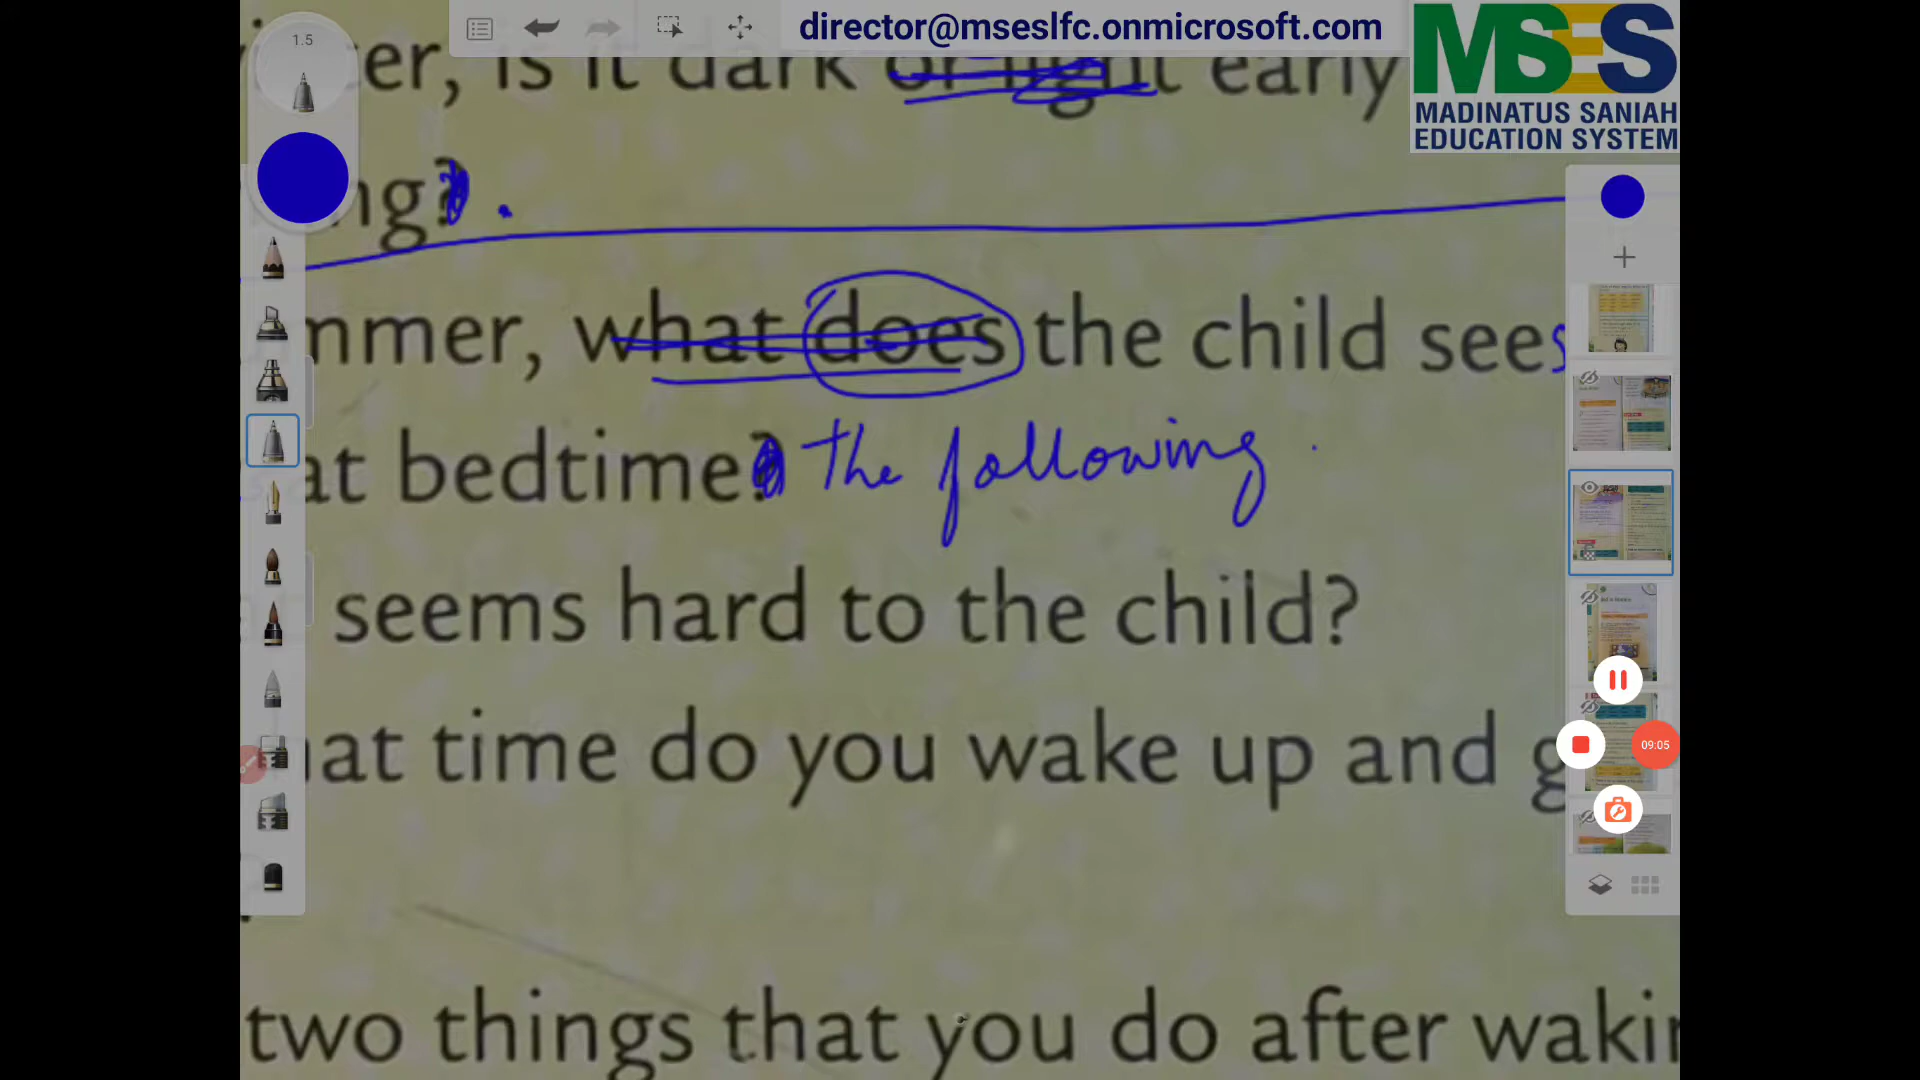 1.5
director@mseslfc.onmicrosoft.com
MSES
MADINATUS SANIAH
EDUCATION SYSTEM
er, is it dark or light early
ng?.
mmer, what does the child sees
at bedtime? the following
seems hard to the child?
hat time do you wake up and g
two things that you do after waki
09:05